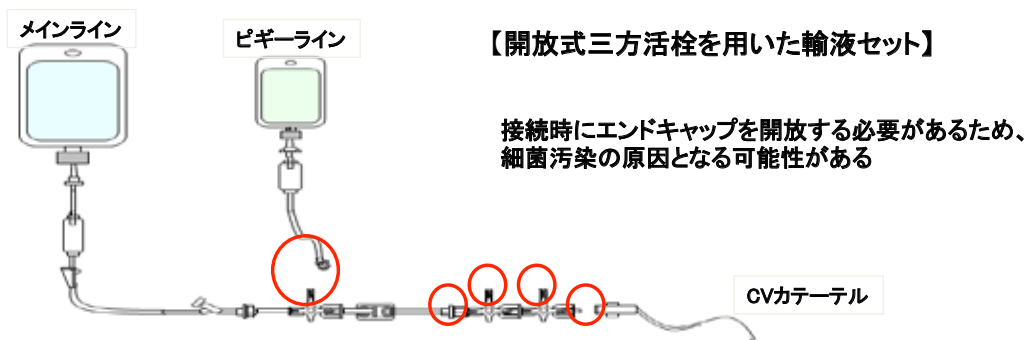 メインライン
ピギーライン
【開放式三方活栓を用いた輸液セット】
接続時にエンドキャップを開放する必要があるため、
細菌汚染の原因となる可能性がある
CVカテーテル